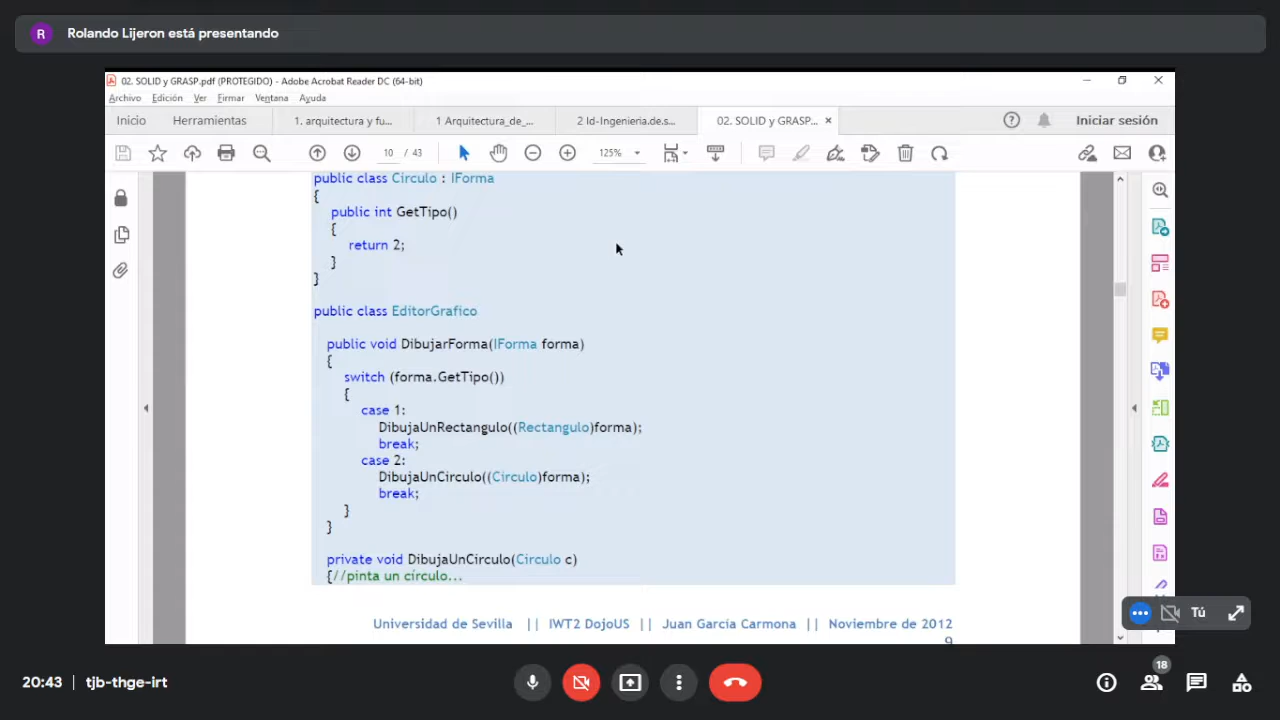 R Rolando Lijeron está presentando
02. SOLID y GRASP.pdf (PROTEGIDO) - Adobe Acrobat Reader DC (64-bit)
Archivo Edición Ver Firmar Ventana Ayuda
Inicio Herramientas 1. arquitectura y fu... 1 Arquitectura_de_... 2 Id-Ingenieria.de.s... 02. SOLID y GRASP... × Iniciar sesión
10 / 43 125%
public class Circulo : IForma
{
public int GetTipo()
{
return 2;
}
}
public class EditorGrafico
public void DibujarForma(IForma forma)
{
switch (forma.GetTipo())
{
case 1:
DibujaUnRectangulo((Rectangulo)forma);
break;
case 2:
DibujaUnCirculo((Circulo)forma);
break;
}
}
private void DibujaUnCirculo(Circulo c)
{//pinta un circulo...
Universidad de Sevilla || IWT2 DojoUS || Juan García Carmona || Noviembre de 2012
9
Tú
20:43 | tjb-thge-irt
18